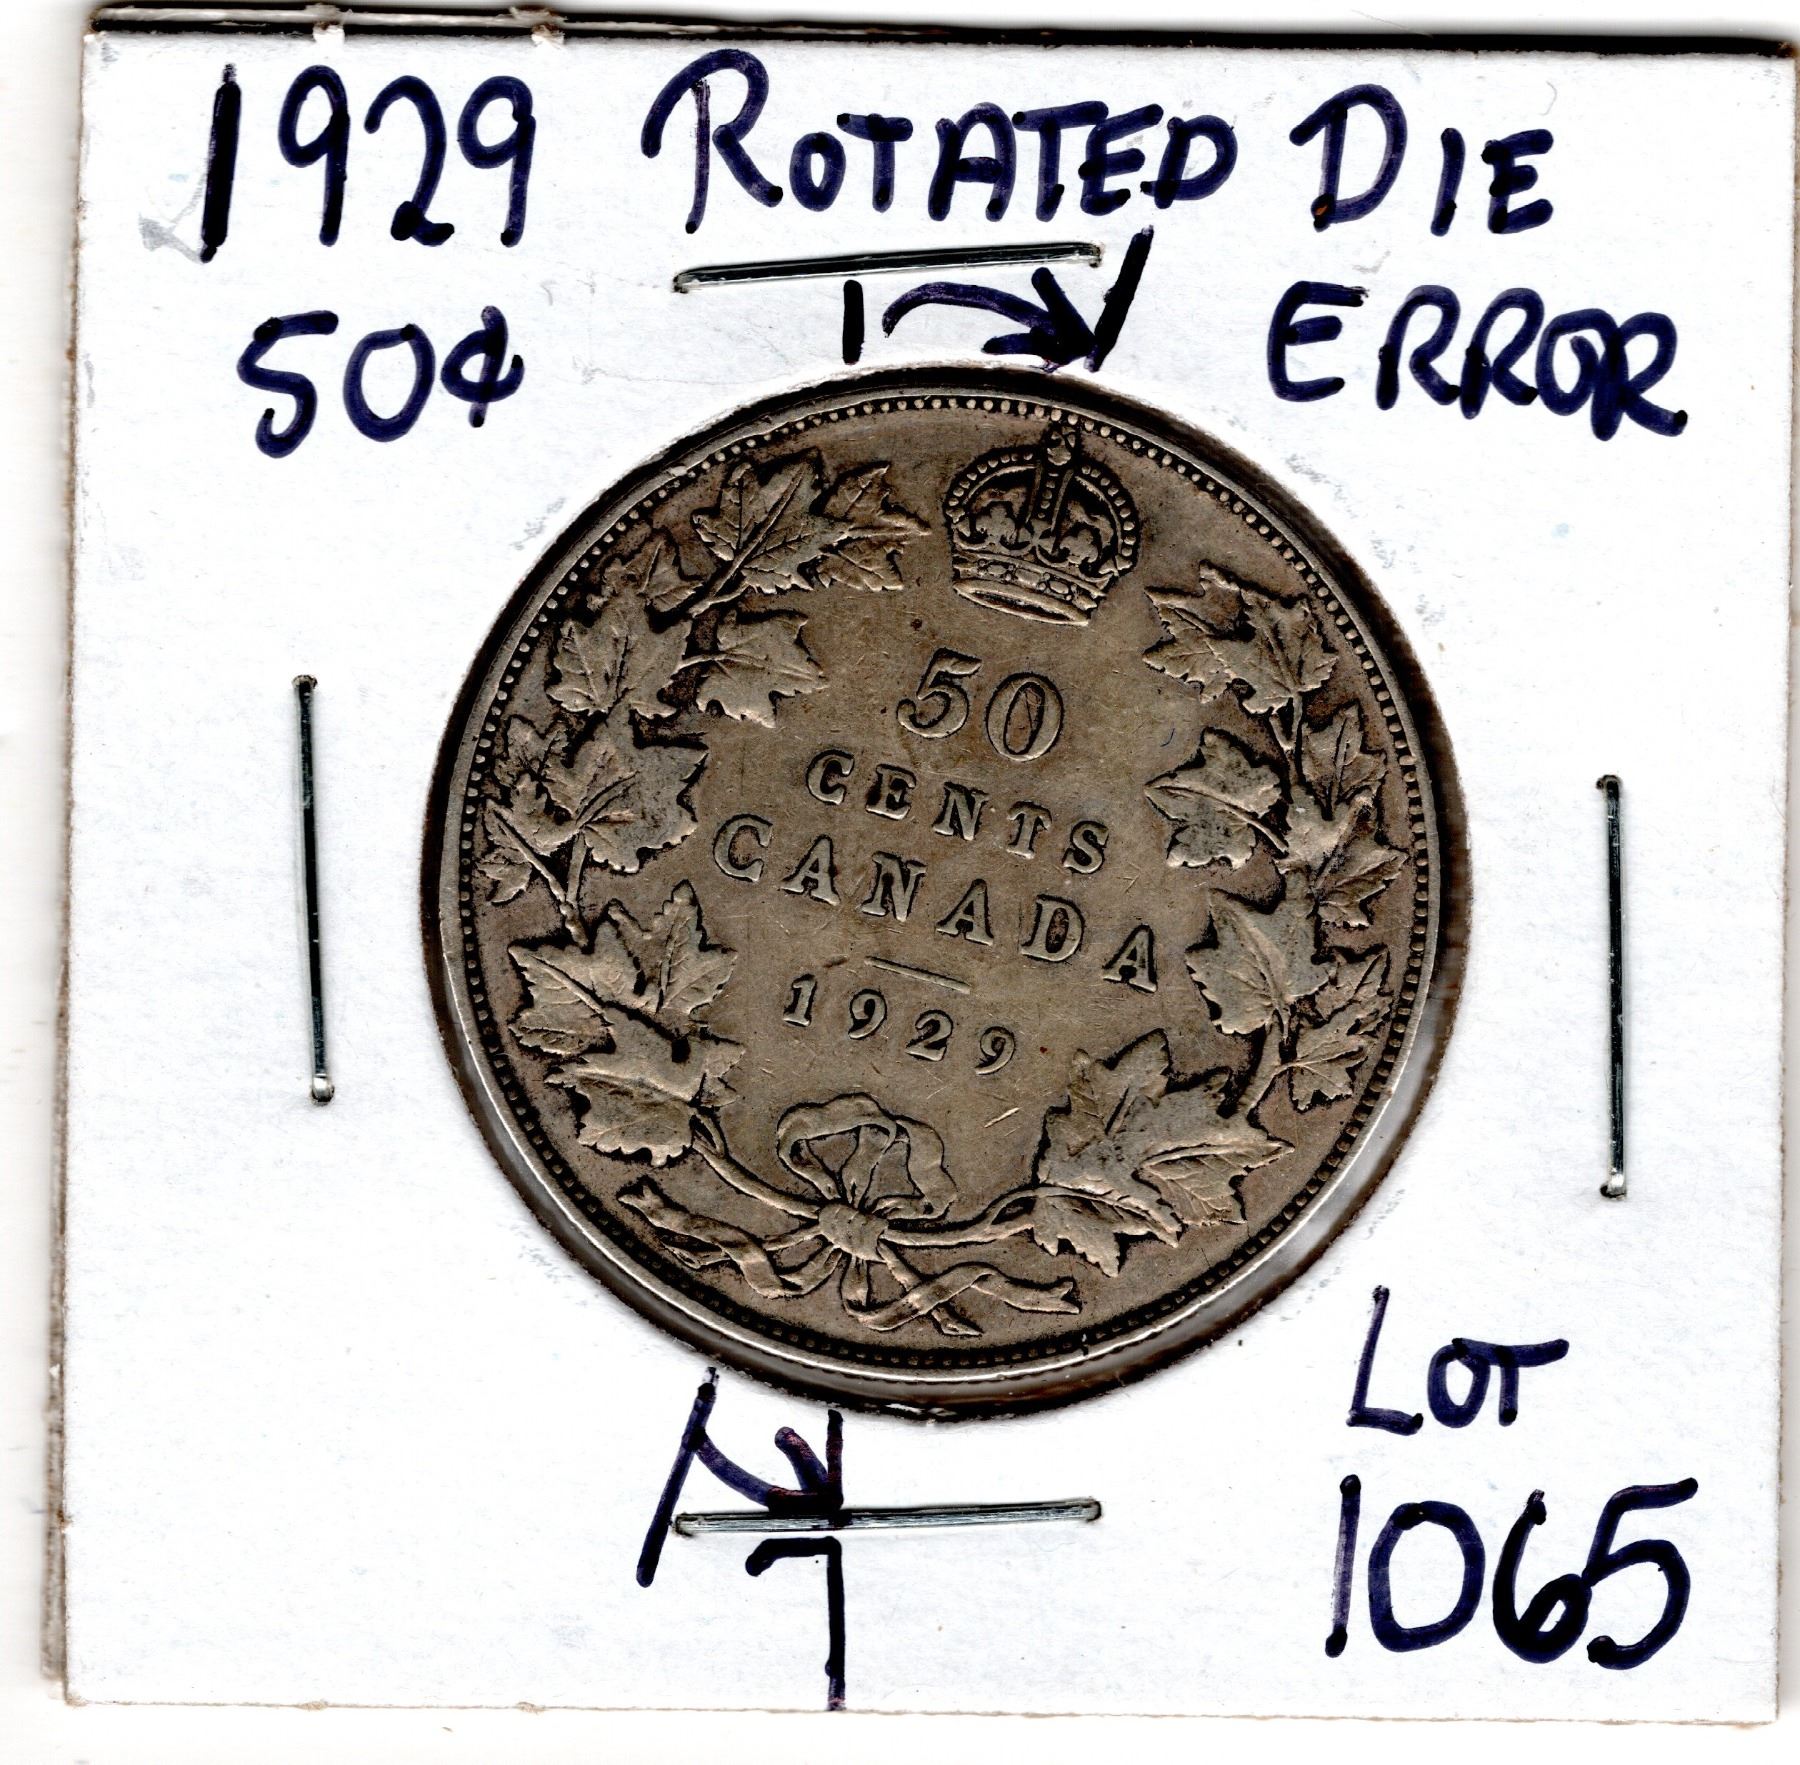 1929 ROTATED DIE
50¢ ERROR
50
CENTS
CANADA
1929
LOT
1065